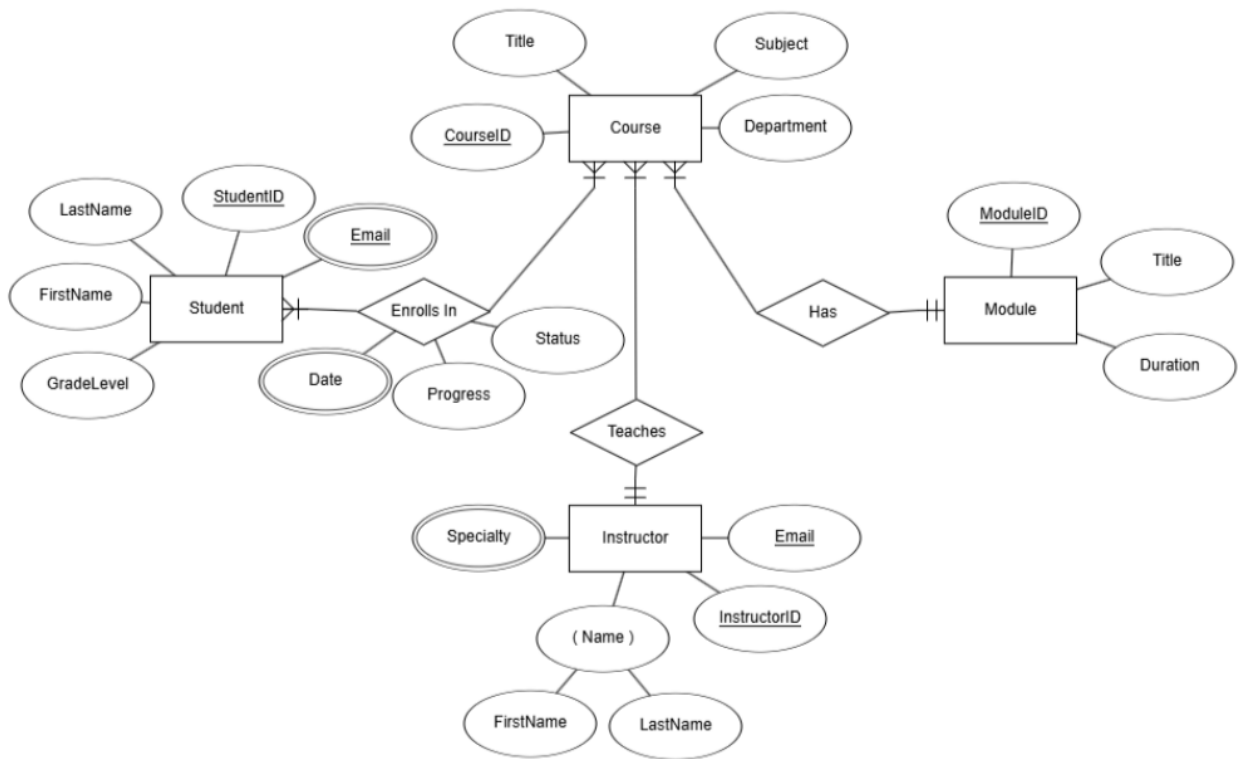 Title
Subject
CourseID
Course
Department
LastName
StudentID
Email
FirstName
Student
Enrolls In
GradeLevel
Date
Progress
Status
ModuleID
Title
Has
Module
Duration
Teaches
Specialty
Instructor
Email
InstructorID
( Name )
FirstName
LastName